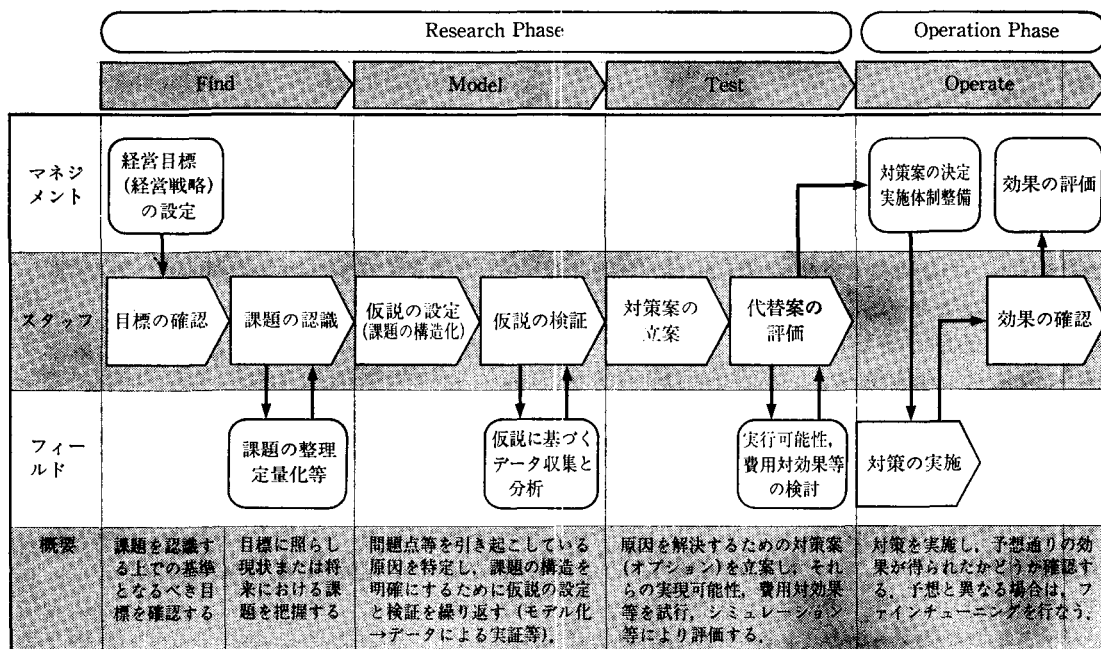 Research Phase
Operation Phase
Find
Model
Test
Operate
マネジ
メント
経営目標
(経営戦略)
の設定
対策案の決定
実施体制整備
効果の評価
スタッフ
目標の確認
課題の認識
仮説の設定
(課題の構造化)
仮説の検証
対策案の
立案
代替案の
評価
効果の確認
フィー
ルド
課題の整理
定量化等
仮説に基づく
データ収集と
分析
実行可能性,
費用対効果等
の検討
対策の実施
概要
課題を認識す
る上での基準
となるべき目
標を確認する
目標に照らし
現状または将
来における課
題を把握する
問題点等を引き起こしている
原因を特定し,課題の構造を
明確にするために仮説の設定
と検証を繰り返す(モデル化
→データによる実証等).
原因を解決するための対策案
(オプション)を立案し,それ
らの実現可能性,費用対効果
等を試行,シミュレーション
等により評価する.
対策を実施し,予想通りの効
果が得られたかどうか確認す
る.予想と異なる場合は,フ
ァインチューニングを行なう.